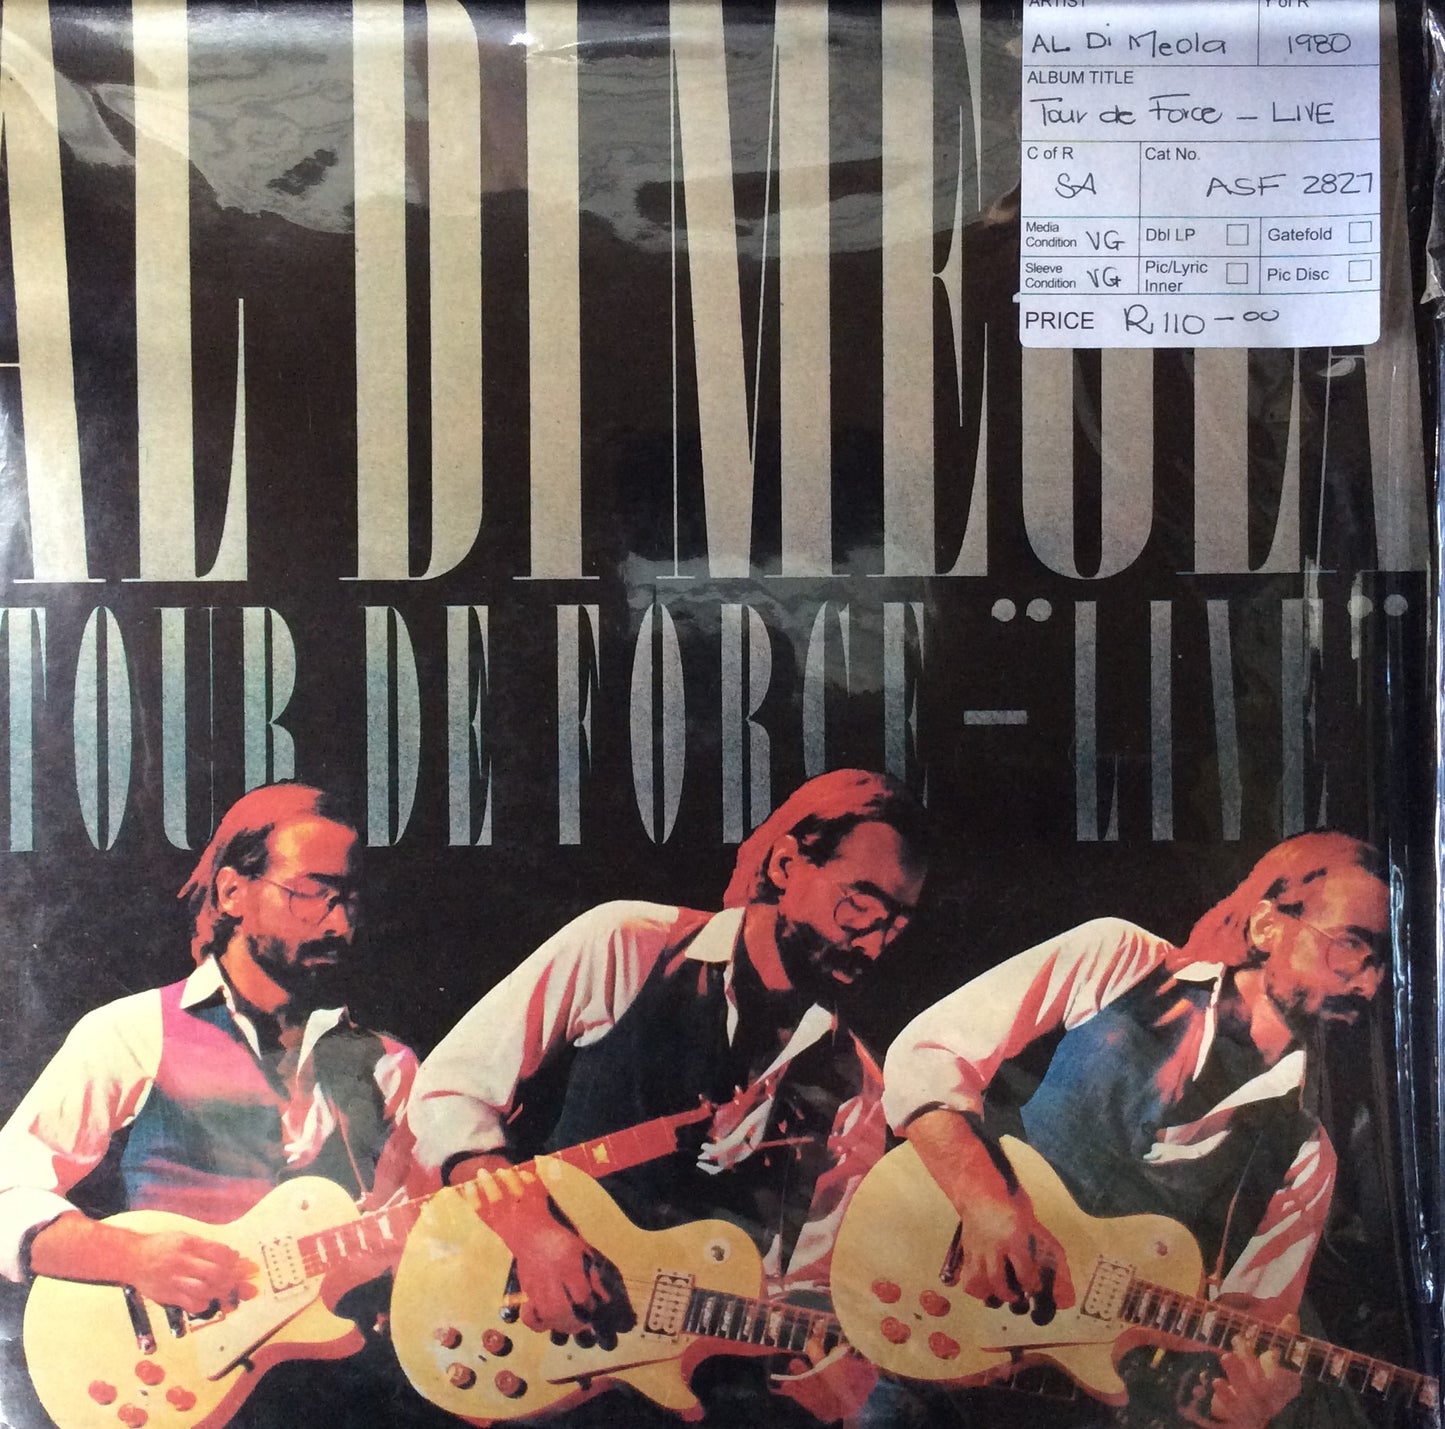 AL DI MEOLA
TOUR DE FORCE - "LIVE"
ARTIST Y of R
AL Di Meola 1980
ALBUM TITLE
Tour de Force - LIVE
C of R Cat No.
SA ASF 2827
Media Condition VG Dbl LP Gatefold
Sleeve Condition VG Pic/Lyric Inner Pic Disc
PRICE R110-00